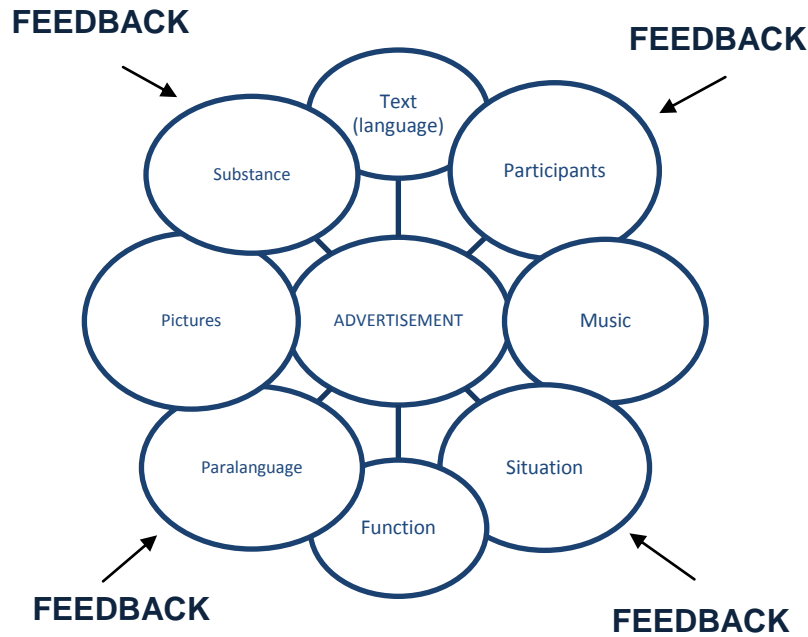 FEEDBACK
FEEDBACK
Text
(language)
Substance
Participants
Pictures
ADVERTISEMENT
Music
Paralanguage
Situation
Function
FEEDBACK
FEEDBACK